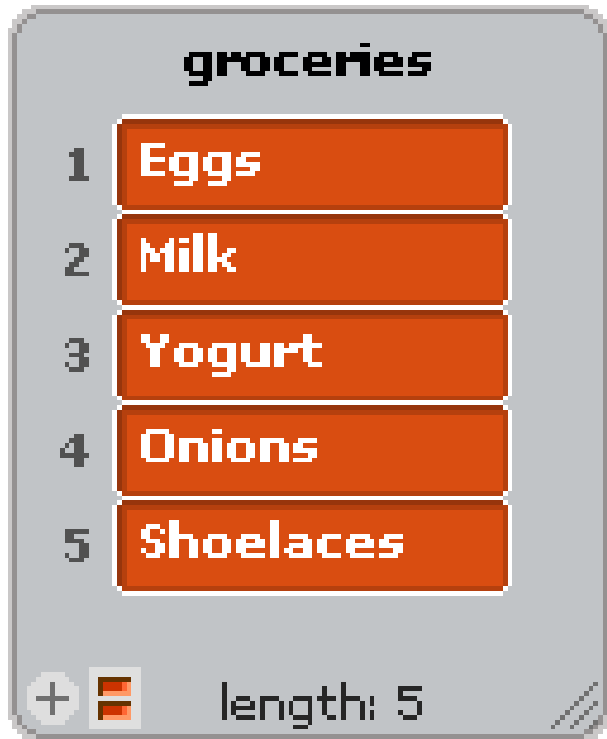 groceries
1 Eggs
2 Milk
3 Yogurt
4 Onions
5 Shoelaces
+ length: 5